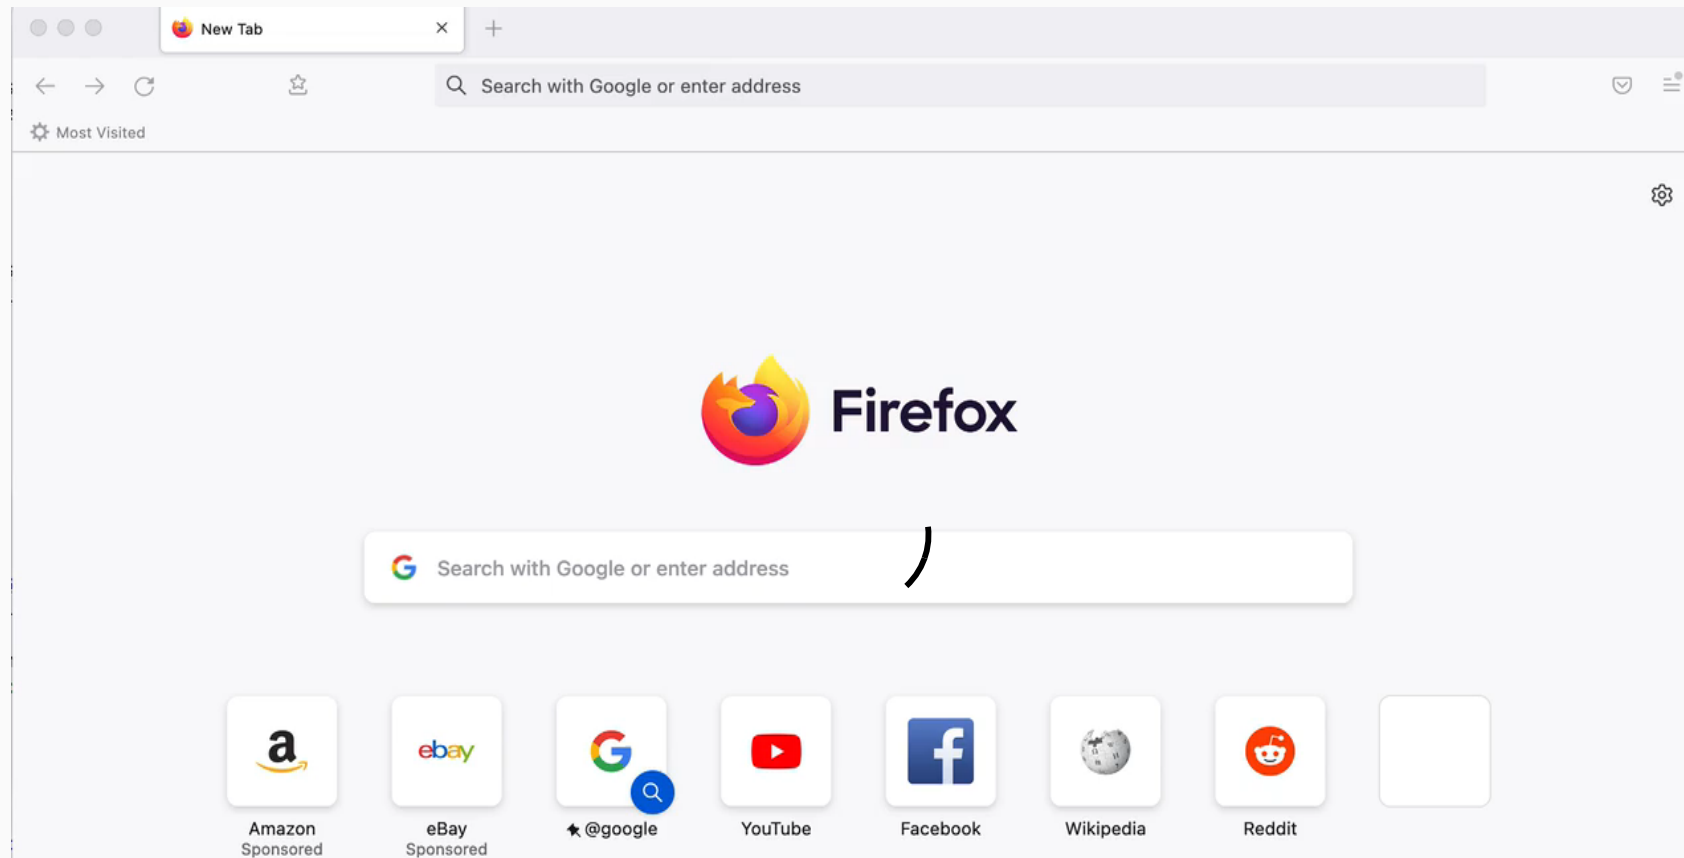 New Tab
Search with Google or enter address
Most Visited
Firefox
Search with Google or enter address
a
ebay
G
f
Amazon
Sponsored
eBay
Sponsored
@google
YouTube
Facebook
Wikipedia
Reddit